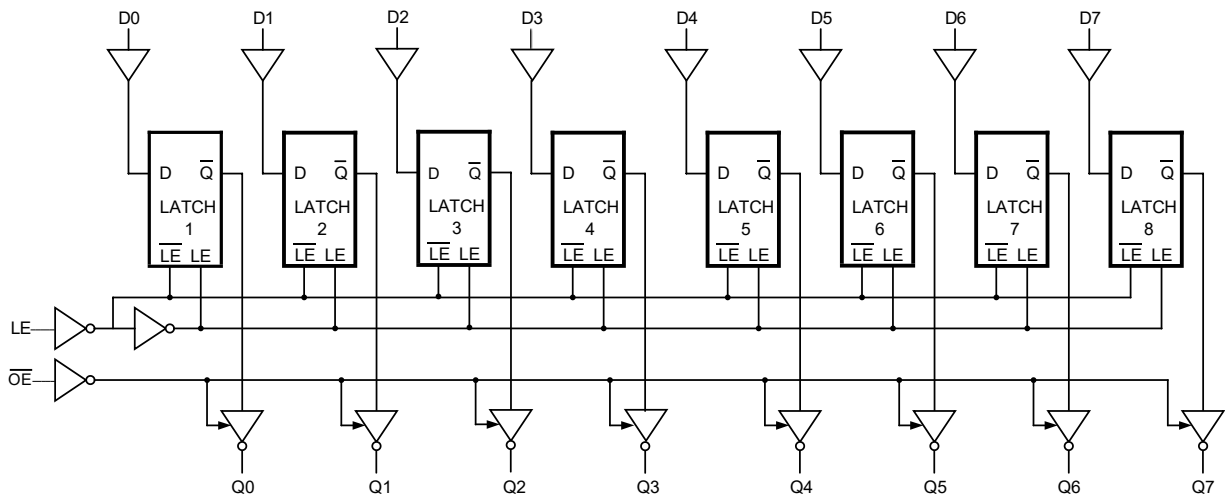 D0 D1 D2 D3 D4 D5 D6 D7
D Q̅ D Q̅ D Q̅ D Q̅ D Q̅ D Q̅ D Q̅ D Q̅
LATCH LATCH LATCH LATCH LATCH LATCH LATCH LATCH
1 2 3 4 5 6 7 8
L̅E̅ LE L̅E̅ LE L̅E̅ LE L̅E̅ LE L̅E̅ LE L̅E̅ LE L̅E̅ LE L̅E̅ LE
LE
O̅E̅
Q0 Q1 Q2 Q3 Q4 Q5 Q6 Q7